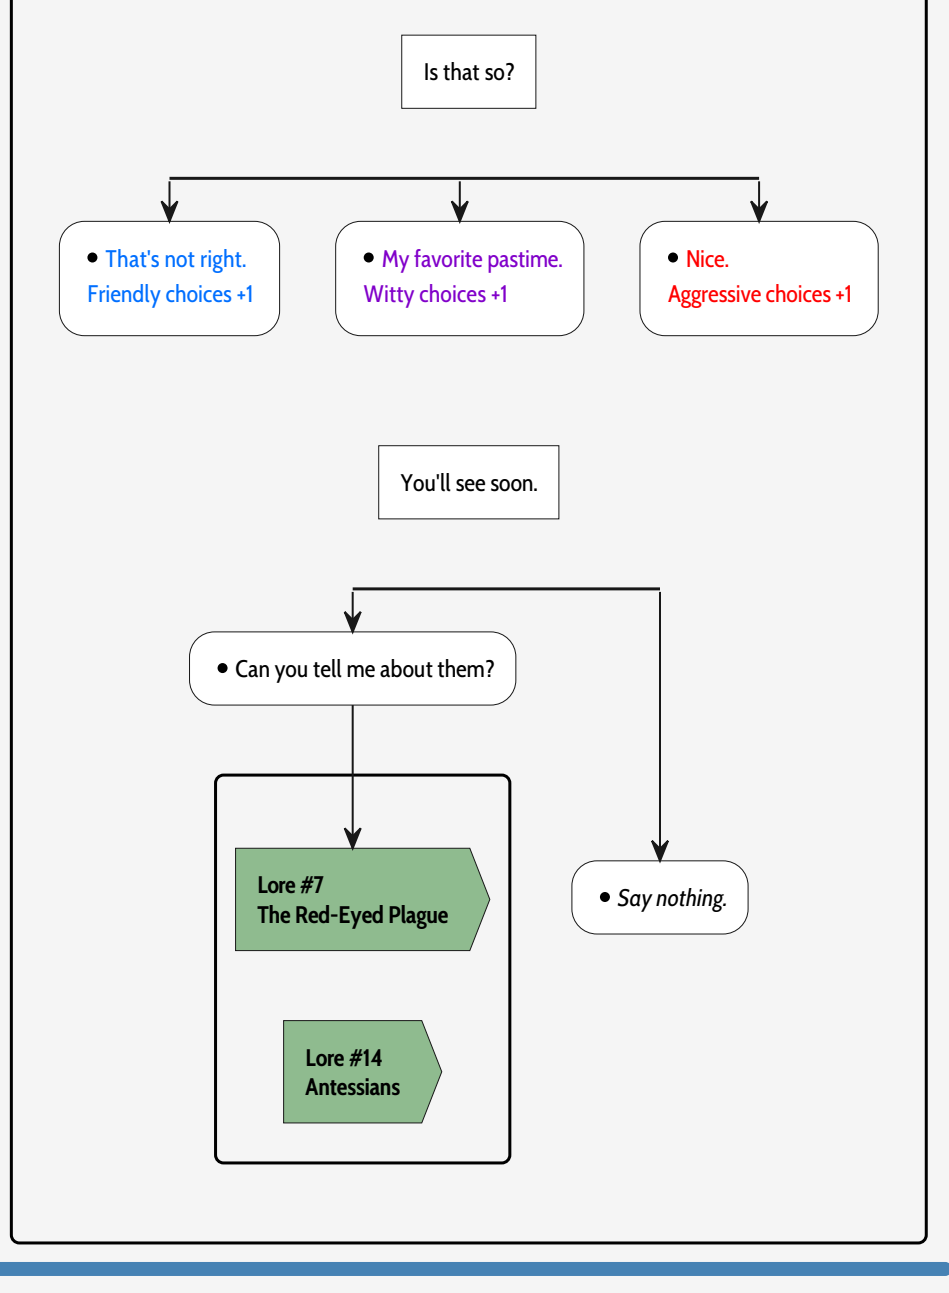 Is that so?
• That's not right.
Friendly choices +1
• My favorite pastime.
Witty choices +1
• Nice.
Aggressive choices +1
You'll see soon.
• Can you tell me about them?
Lore #7
The Red-Eyed Plague
• Say nothing.
Lore #14
Antessians